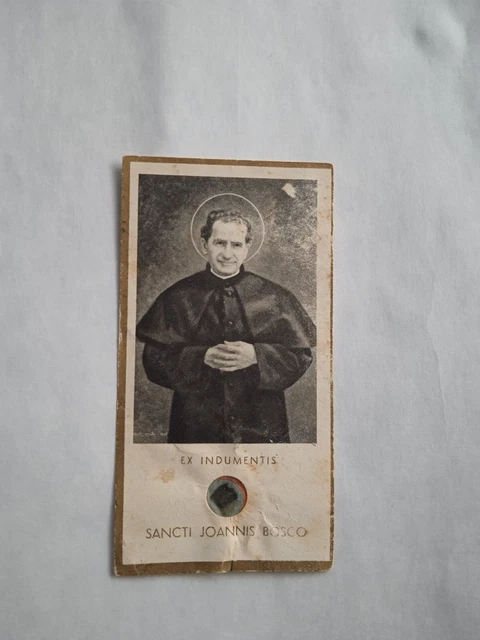 EX INDUMENTIS
SANCTI JOANNIS BOSCO